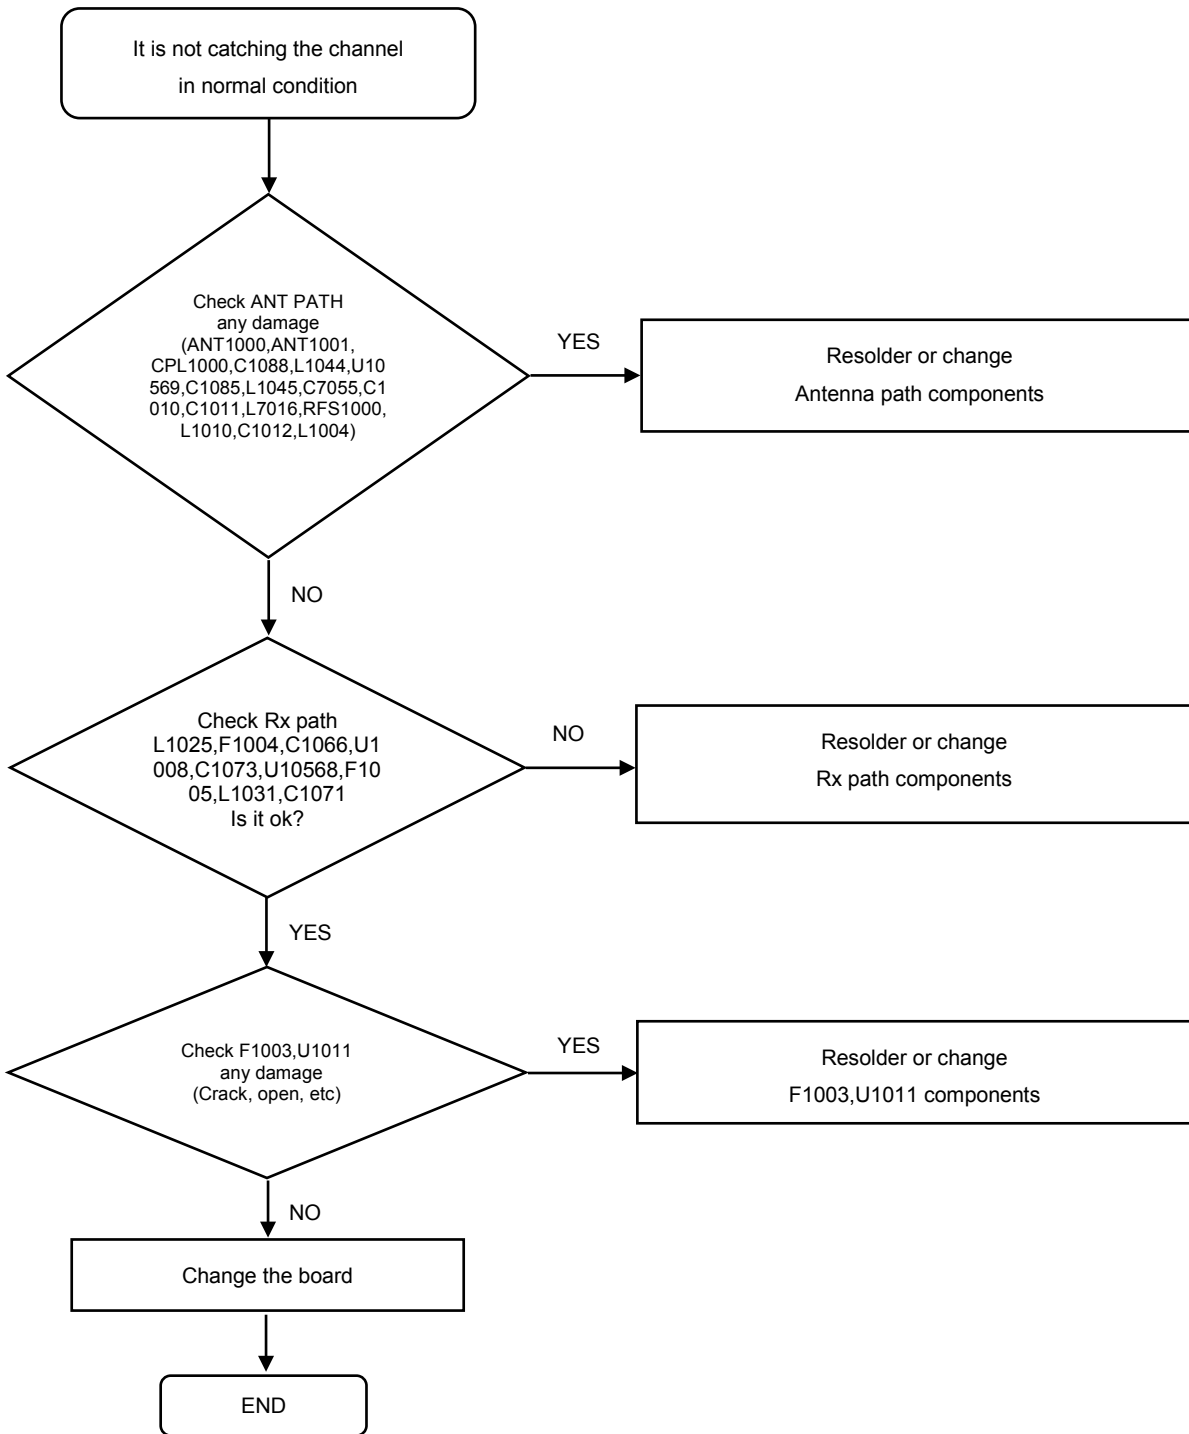 It is not catching the channel
in normal condition
Check ANT PATH
any damage
(ANT1000,ANT1001,
CPL1000,C1088,L1044,U10
569,C1085,L1045,C7055,C1
010,C1011,L7016,RFS1000,
L1010,C1012,L1004)
YES
Resolder or change
Antenna path components
NO
Check Rx path
L1025,F1004,C1066,U1
008,C1073,U10568,F10
05,L1031,C1071
Is it ok?
NO
Resolder or change
Rx path components
YES
Check F1003,U1011
any damage
(Crack, open, etc)
YES
Resolder or change
F1003,U1011 components
NO
Change the board
END